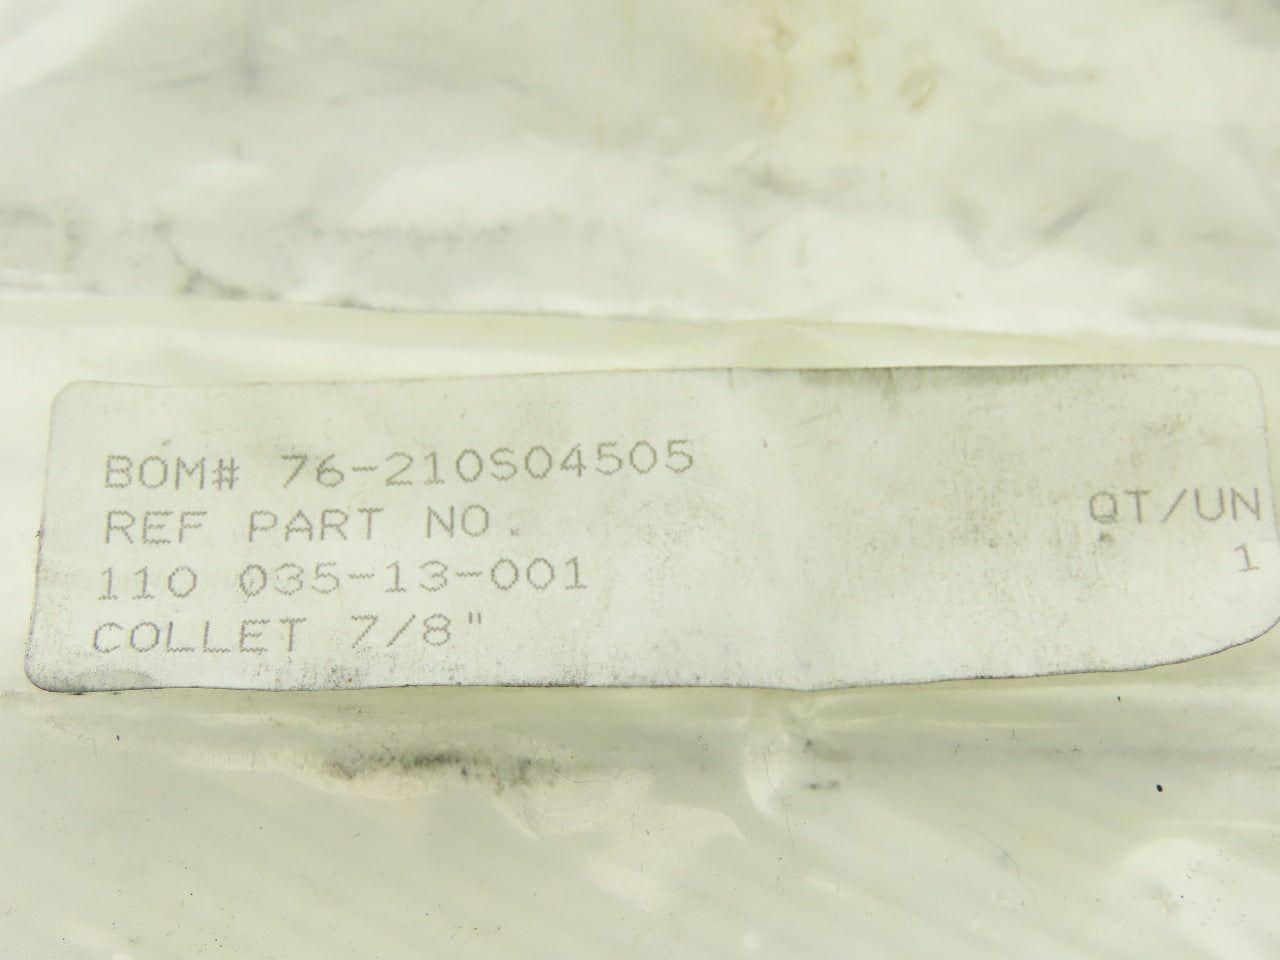 BOM# 76-210S04505
REF PART NO.
QT/UN
110 035-13-001
1
COLLET 7/8"